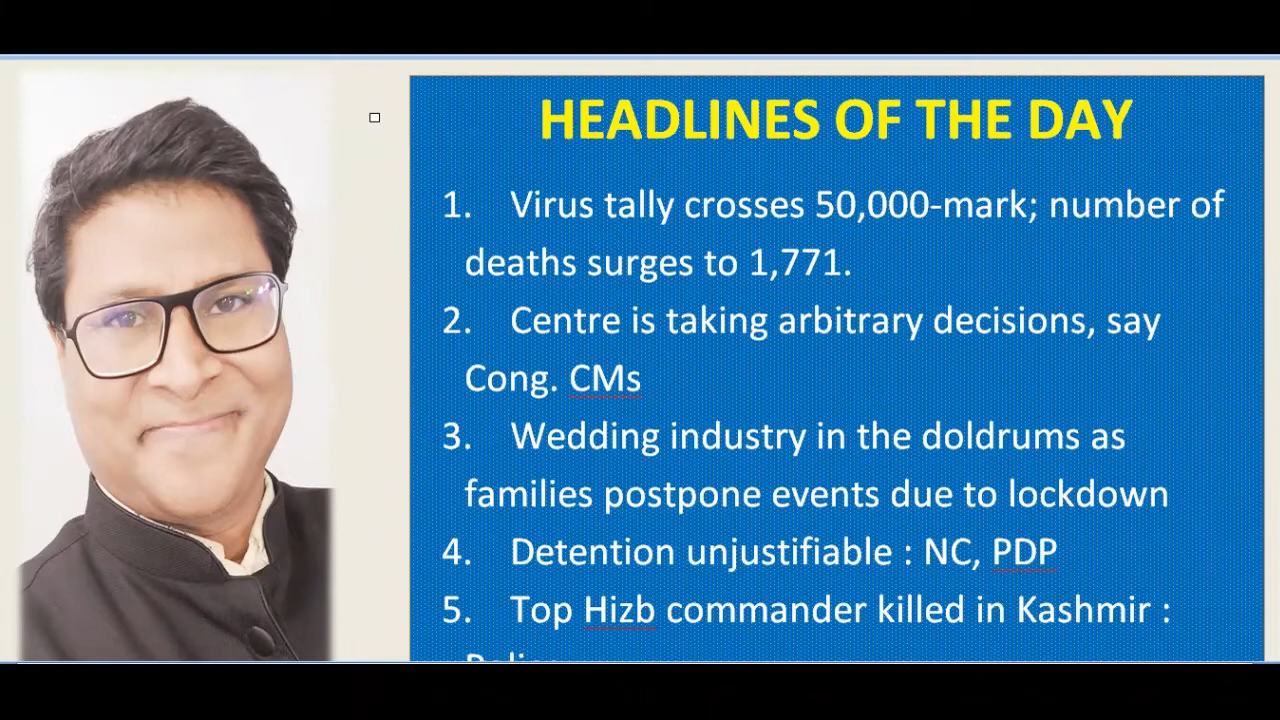 HEADLINES OF THE DAY
1. Virus tally crosses 50,000-mark; number of
deaths surges to 1,771.
2. Centre is taking arbitrary decisions, say
Cong. CMs
3. Wedding industry in the doldrums as
families postpone events due to lockdown
4. Detention unjustifiable : NC, PDP
5. Top Hizb commander killed in Kashmir :